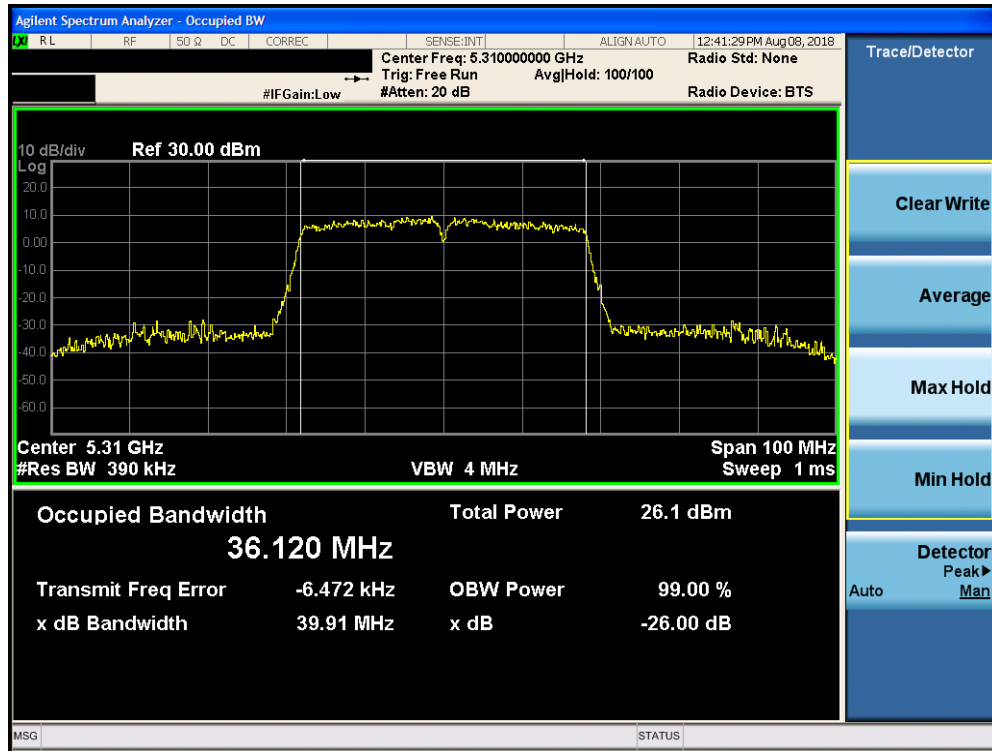 Agilent Spectrum Analyzer - Occupied BW
LXI RL RF 50 Ω DC CORREC SENSE:INT ALIGN AUTO 12:41:29 PM Aug 08, 2018
Center Freq: 5.310000000 GHz Radio Std: None
Trig: Free Run Avg|Hold: 100/100
#IFGain:Low #Atten: 20 dB Radio Device: BTS
10 dB/div Ref 30.00 dBm
Log
20.0
10.0
0.00
-10.0
-20.0
-30.0
-40.0
-50.0
-60.0
Center 5.31 GHz Span 100 MHz
#Res BW 390 kHz VBW 4 MHz Sweep 1 ms
Occupied Bandwidth Total Power 26.1 dBm
36.120 MHz
Transmit Freq Error -6.472 kHz OBW Power 99.00 %
x dB Bandwidth 39.91 MHz x dB -26.00 dB
MSG STATUS
Trace/Detector
Clear Write
Average
Max Hold
Min Hold
Detector
Peak▶
Auto Man